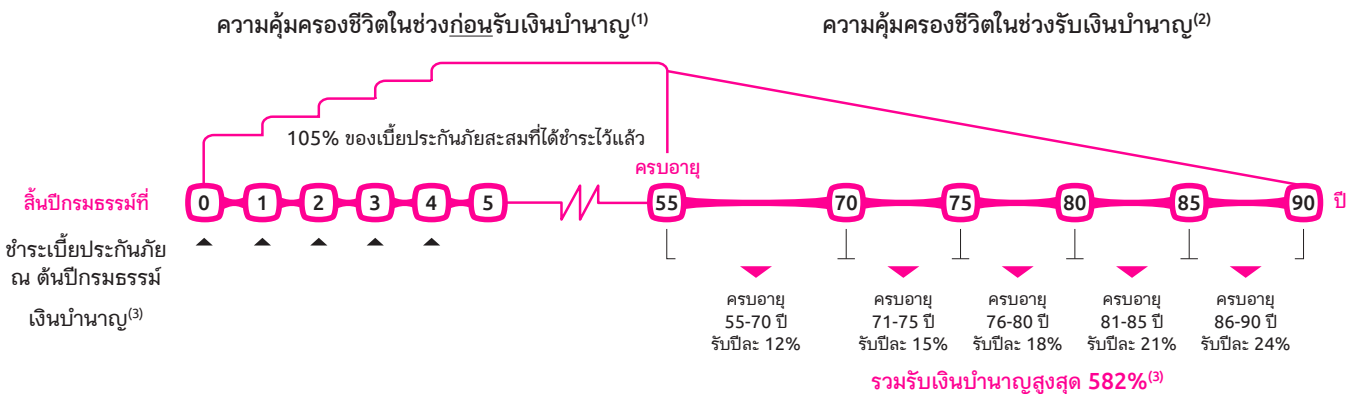 ความคุ้มครองชีวิตในช่วงก่อนรับเงินบำนาญ(1)
ความคุ้มครองชีวิตในช่วงรับเงินบำนาญ(2)
105% ของเบี้ยประกันภัยสะสมที่ได้ชำระไว้แล้ว
ครบอายุ
สิ้นปีกรมธรรม์ที่ 0 1 2 3 4 5 55 70 75 80 85 90 ปี
ชำระเบี้ยประกันภัย
ณ ต้นปีกรมธรรม์
เงินบำนาญ(3)
ครบอายุ
55-70 ปี
รับปีละ 12%
ครบอายุ
71-75 ปี
รับปีละ 15%
ครบอายุ
76-80 ปี
รับปีละ 18%
ครบอายุ
81-85 ปี
รับปีละ 21%
ครบอายุ
86-90 ปี
รับปีละ 24%
รวมรับเงินบำนาญสูงสุด 582%(3)